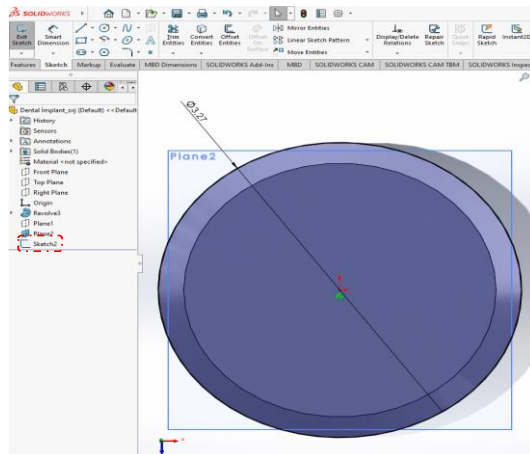 SOLIDWORKS
Exit Sketch
Smart Dimension
Trim Entities
Convert Entities
Offset Entities
Offset On Surface
Mirror Entities
Linear Sketch Pattern
Move Entities
Display/Delete Relations
Repair Sketch
Quick Snaps
Rapid Sketch
Instant2D
Features Sketch Markup Evaluate MBD Dimensions SOLIDWORKS Add-Ins MBD SOLIDWORKS CAM SOLIDWORKS CAM TBM SOLIDWORKS Inspec
(Default) <<Default
Dental Implant
History
Sensors
Annotations
Solid Bodies(1)
Material <not specified>
Front Plane
Top Plane
Right Plane
Origin
Revolve3
Plane1
Plane2
Sketch2
Ø3.27
Plane2